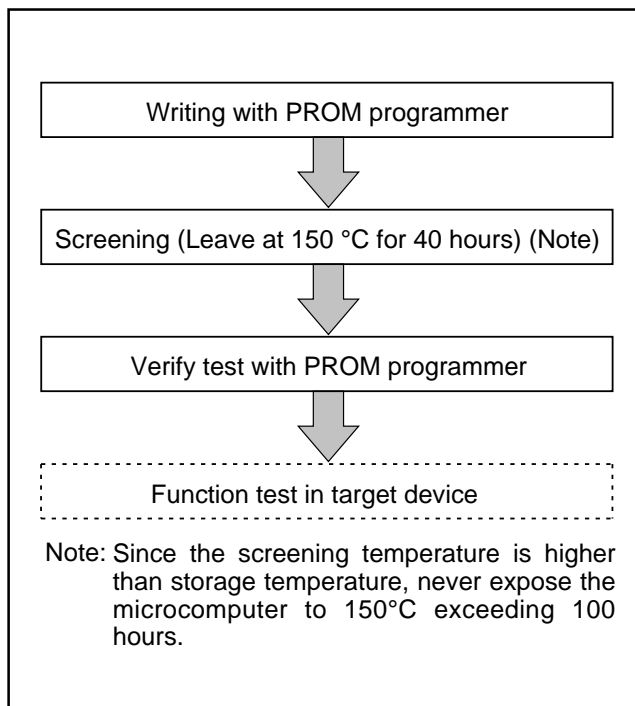 Writing with PROM programmer
Screening (Leave at 150 °C for 40 hours) (Note)
Verify test with PROM programmer
Function test in target device
Note: Since the screening temperature is higher
than storage temperature, never expose the
microcomputer to 150°C exceeding 100
hours.